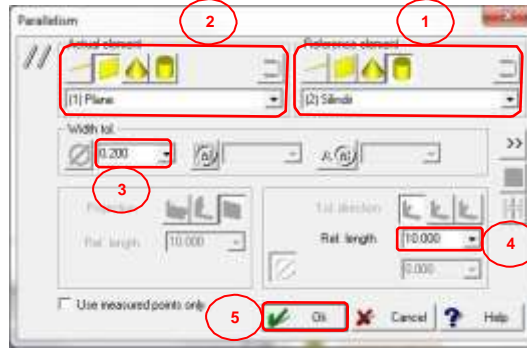 Parallelism
2
1
Actual element
Reference element
(1) Plane
(2) Silindir
Width tol.
0.200
3
>>
Projection
Tol. direction
Ref. length
10.000
Ref. length
10.000
4
0.000
Use measured points only
5
Ok
Cancel
Help